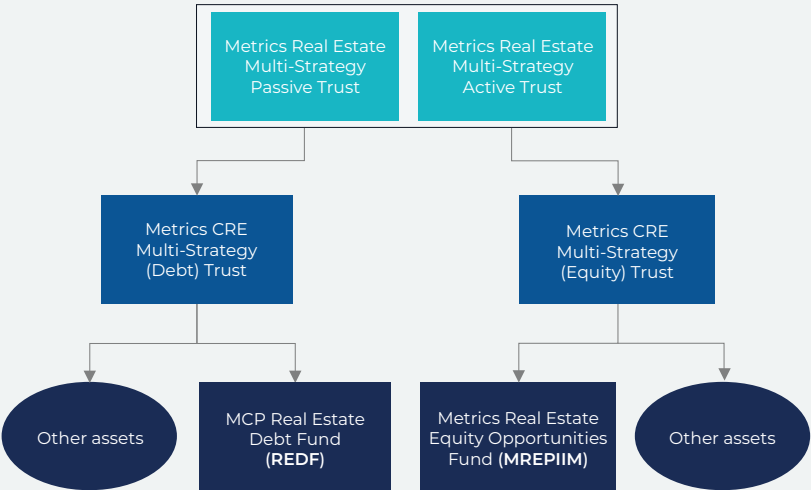 Metrics Real Estate
Multi-Strategy
Passive Trust
Metrics Real Estate
Multi-Strategy
Active Trust
Metrics CRE
Multi-Strategy
(Debt) Trust
Metrics CRE
Multi-Strategy
(Equity) Trust
Other assets
MCP Real Estate
Debt Fund
(REDF)
Metrics Real Estate
Equity Opportunities
Fund (MREPIIM)
Other assets